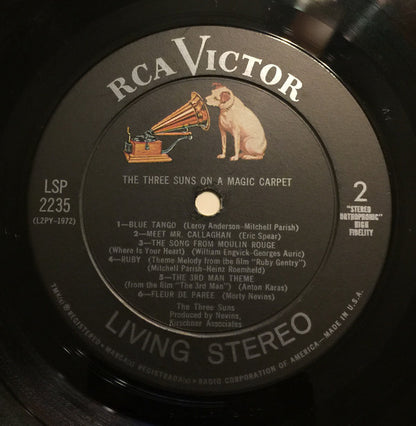 RCA VICTOR
THE THREE SUNS ON A MAGIC CARPET
LSP
2235
(L2PY-1972)
2
"STEREO
ORTHOPHONIC"
HIGH
FIDELITY
1—BLUE TANGO (Leroy Anderson-Mitchell Parish)
2—MEET MR. CALLAGHAN (Eric Spear)
3—THE SONG FROM MOULIN ROUGE
(Where Is Your Heart) (William Engvick-Georges Auric)
4—RUBY (Theme Melody from the film "Ruby Gentry")
(Mitchell Parish-Heinz Roemheld)
5—THE 3RD MAN THEME
(from the film "The 3rd Man") (Anton Karas)
6—FLEUR DE PAREE (Morty Nevins)
The Three Suns
Produced by Nevins,
Kirschner Associates
LIVING STEREO
TMK(s) ® REGISTERED • MARCA(s) REGISTRADA(s) • RADIO CORPORATION OF AMERICA—MADE IN U.S.A.